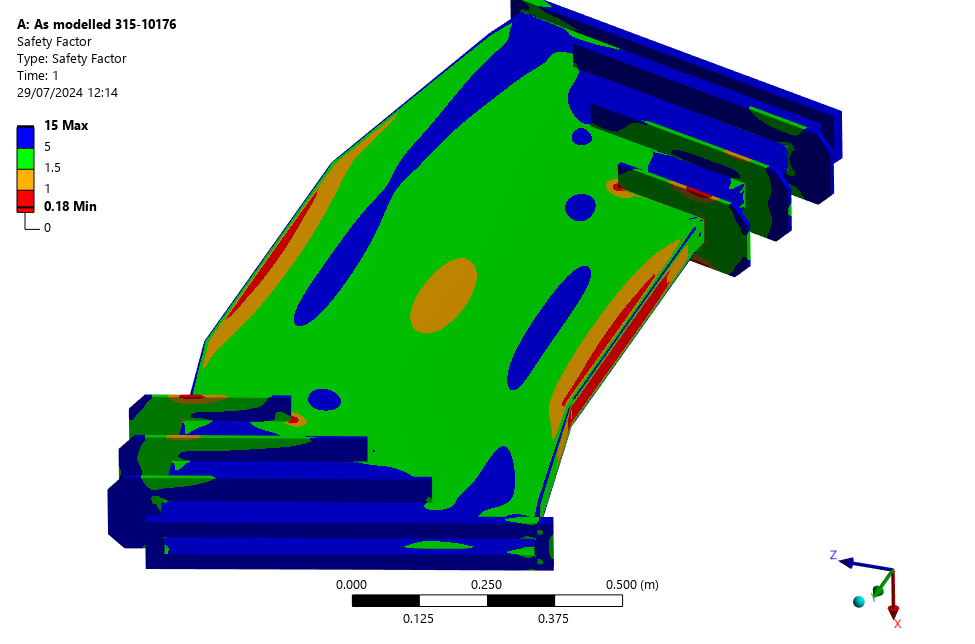 A: As modelled 315-10176
Safety Factor
Type: Safety Factor
Time: 1
29/07/2024 12:14
15 Max
5
1.5
1
0.18 Min
0
0.000 0.250 0.500 (m)
0.125 0.375
Z
Y
X